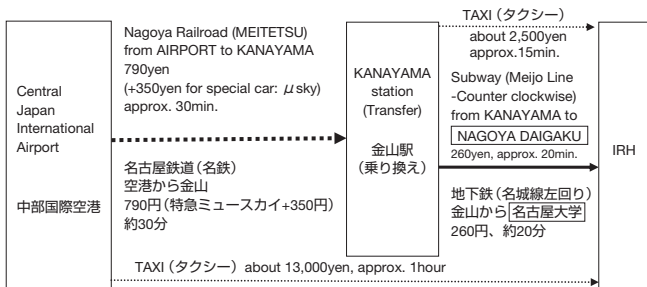 Central
Japan
International
Airport
中部国際空港
Nagoya Railroad (MEITETSU)
from AIRPORT to KANAYAMA
790yen
(+350yen for special car: μsky)
approx. 30min.
名古屋鉄道（名鉄）
空港から金山
790円（特急ミュースカイ+350円）
約30分
KANAYAMA
station
(Transfer)
金山駅
（乗り換え）
TAXI（タクシー）
about 2,500yen
approx.15min.
Subway (Meijo Line
-Counter clockwise)
from KANAYAMA to
NAGOYA DAIGAKU
260yen, approx. 20min.
地下鉄（名城線左回り）
金山から 名古屋大学
260円、約20分
IRH
TAXI（タクシー）about 13,000yen, approx. 1hour